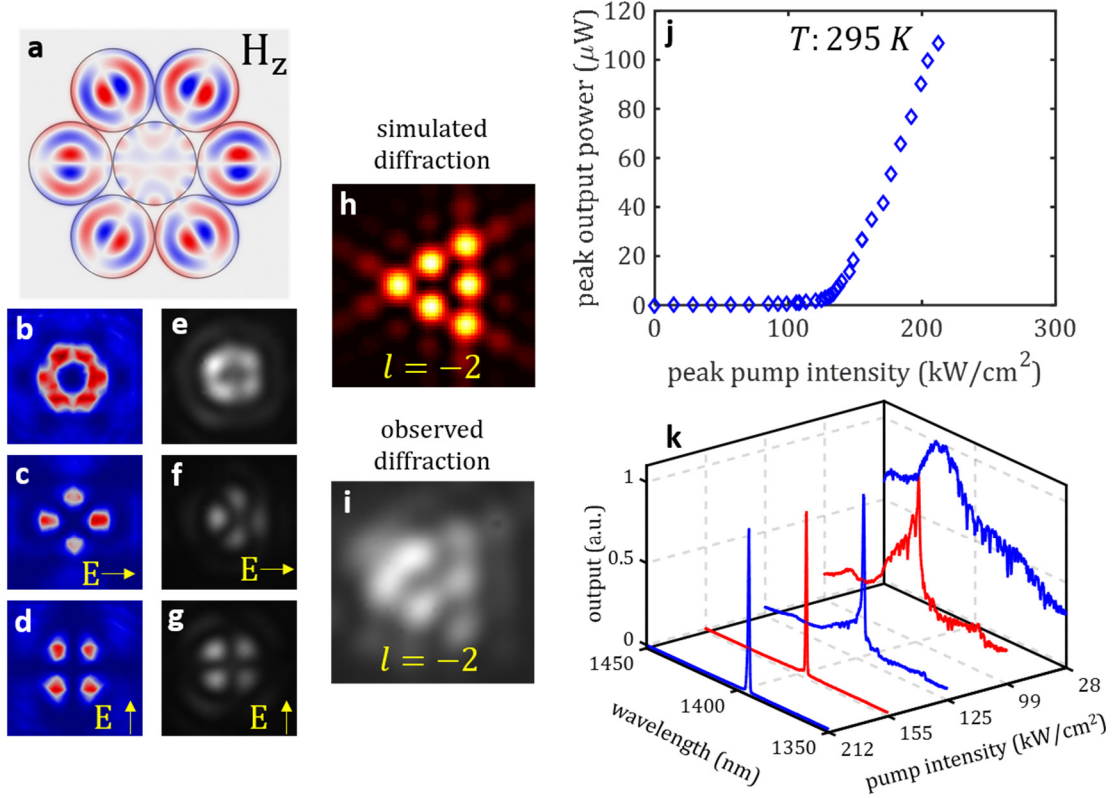 a
H_z
b
e
c
E→
f
E→
d
E↑
g
E↑
simulated
diffraction
h
l = −2
observed
diffraction
i
l = −2
j
T: 295 K
120
100
80
60
40
20
0
peak output power (μW)
0 100 200 300
peak pump intensity (kW/cm²)
k
1
0.5
0
output (a.u.)
1450
1400
1350
wavelength (nm)
212
155
125
99
28
pump intensity (kW/cm²)